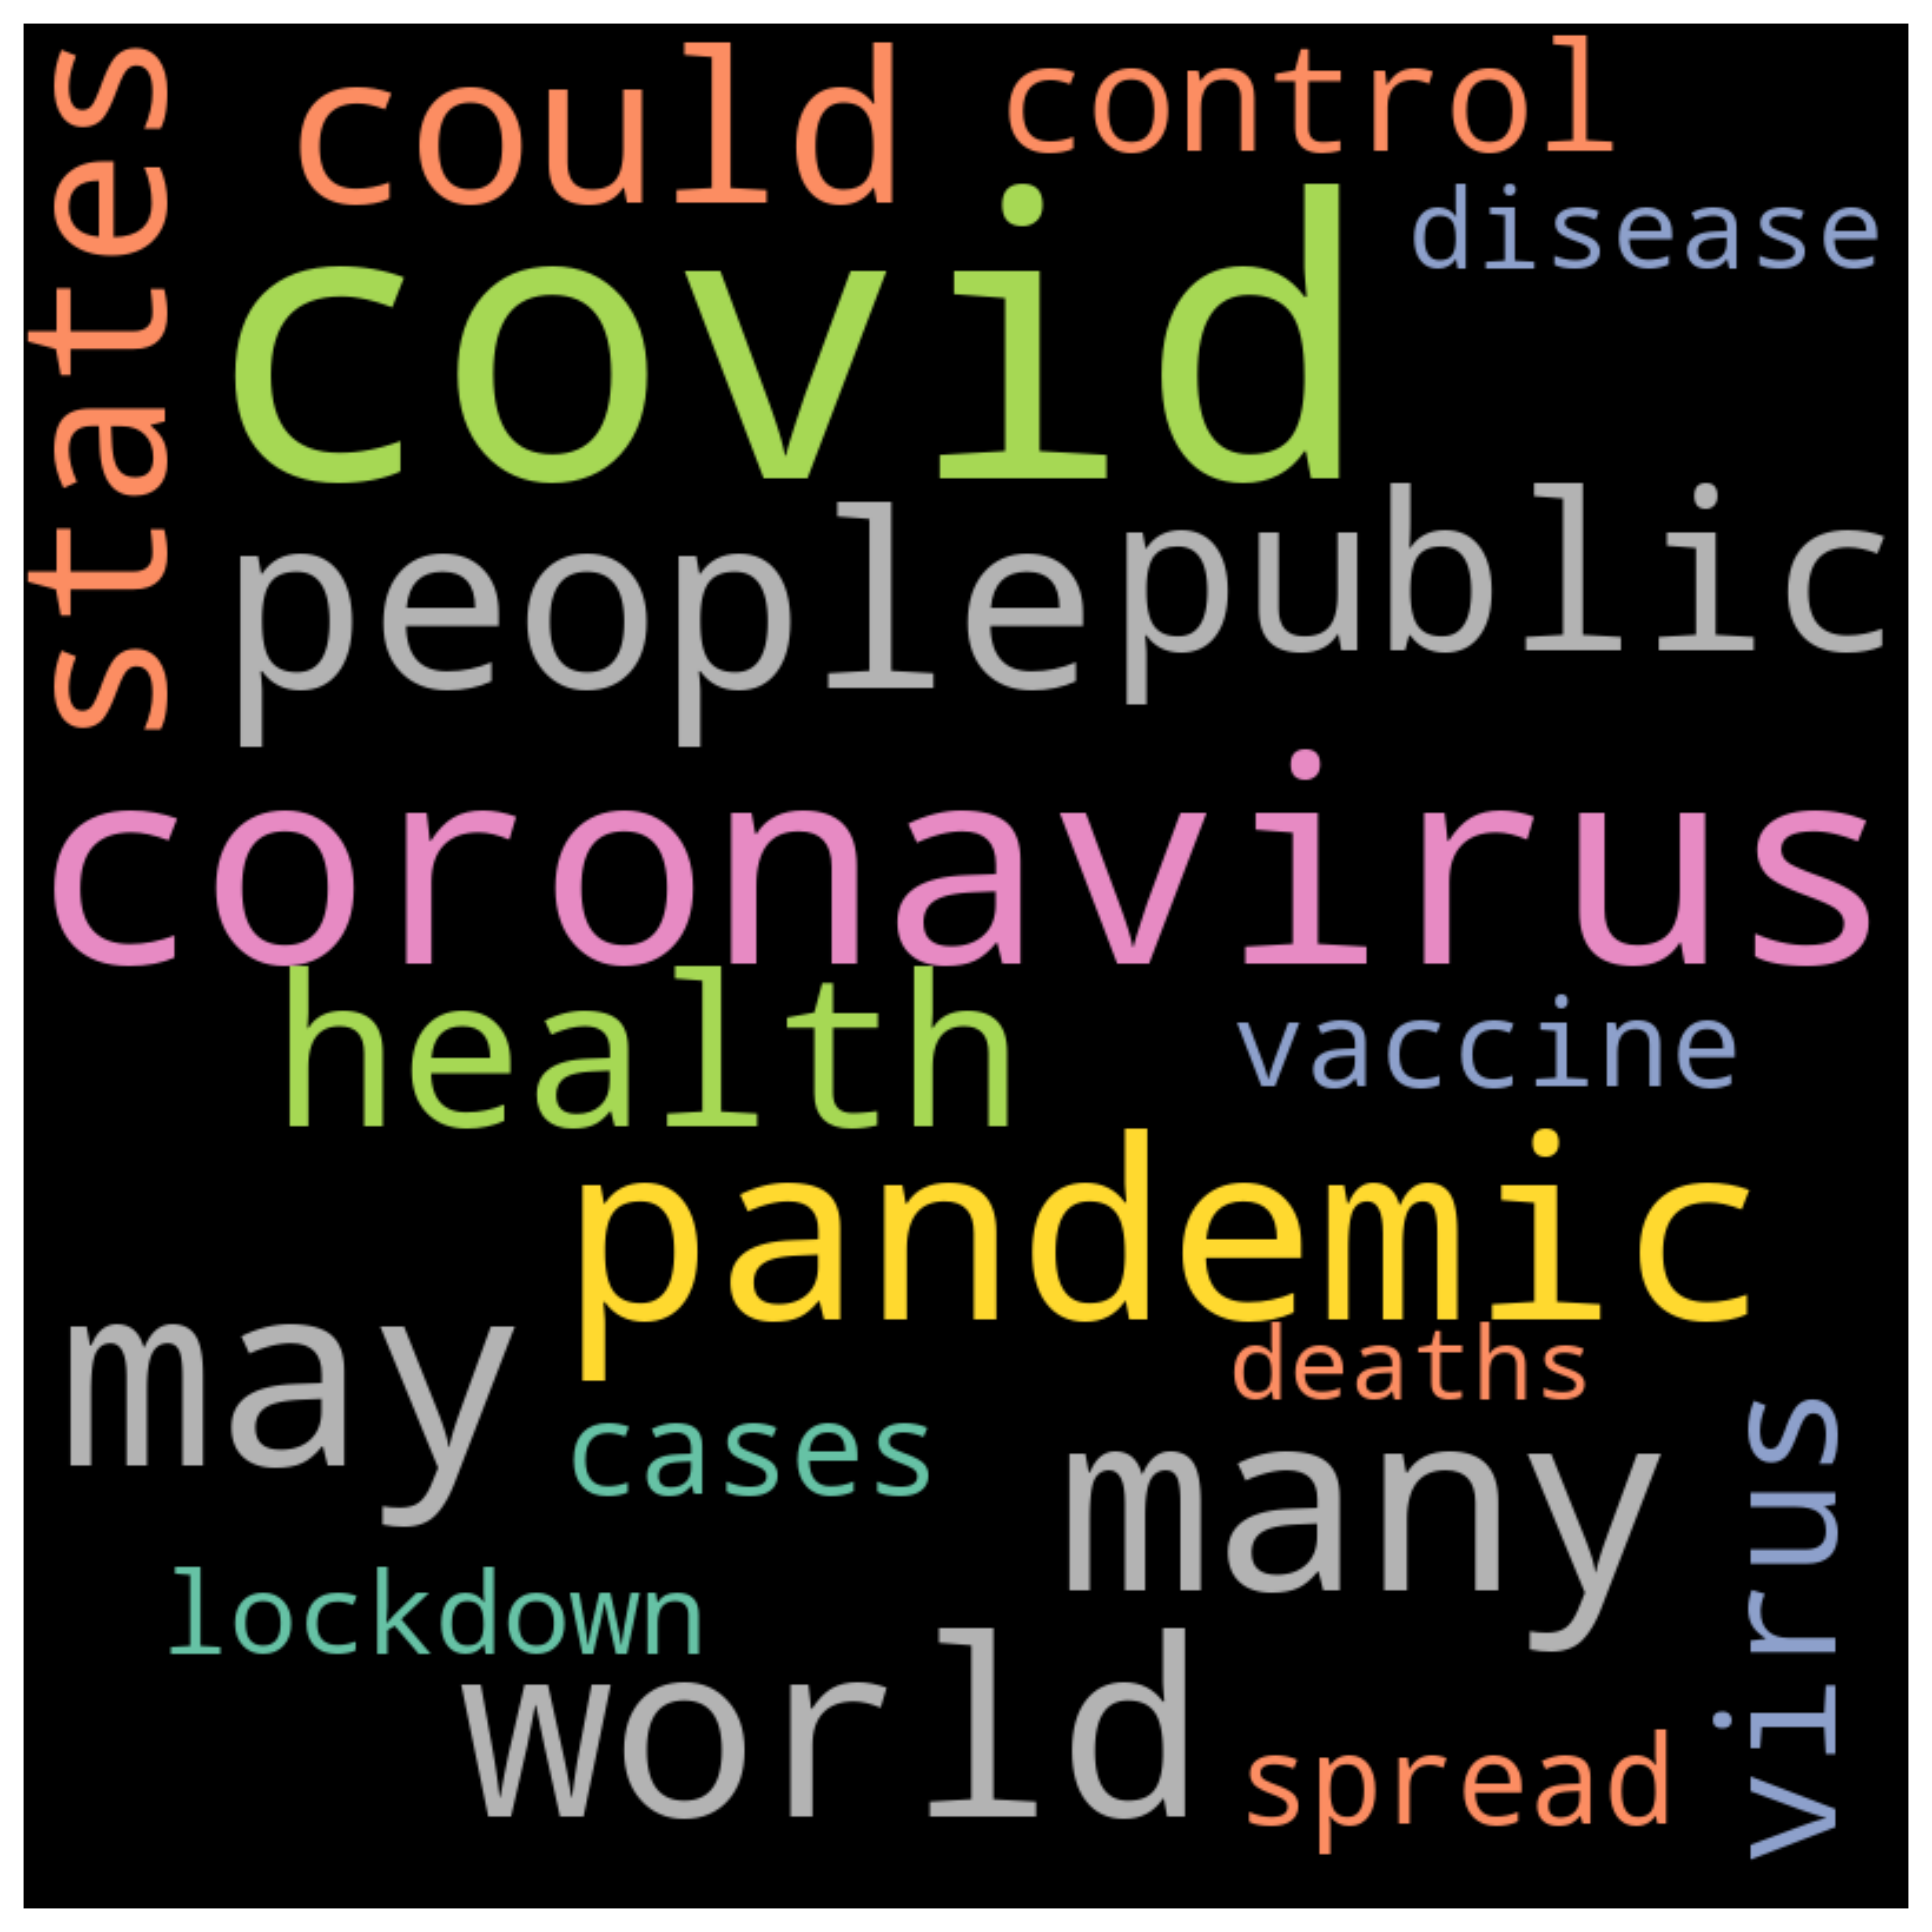 states
could
control
disease
covid
people
public
coronavirus
health
vaccine
pandemic
may
deaths
cases
many
virus
lockdown
world
spread